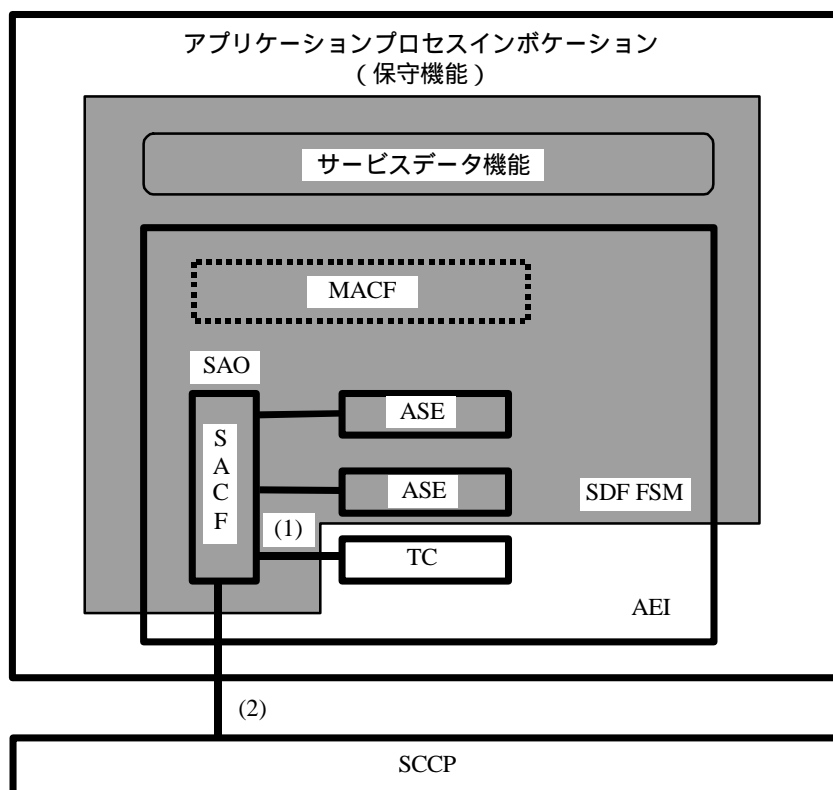 アプリケーションプロセスインボケーション
(保守機能)
サービスデータ機能
MACF
SAO
SACF
ASE
ASE
SDF FSM
(1)
TC
AEI
(2)
SCCP